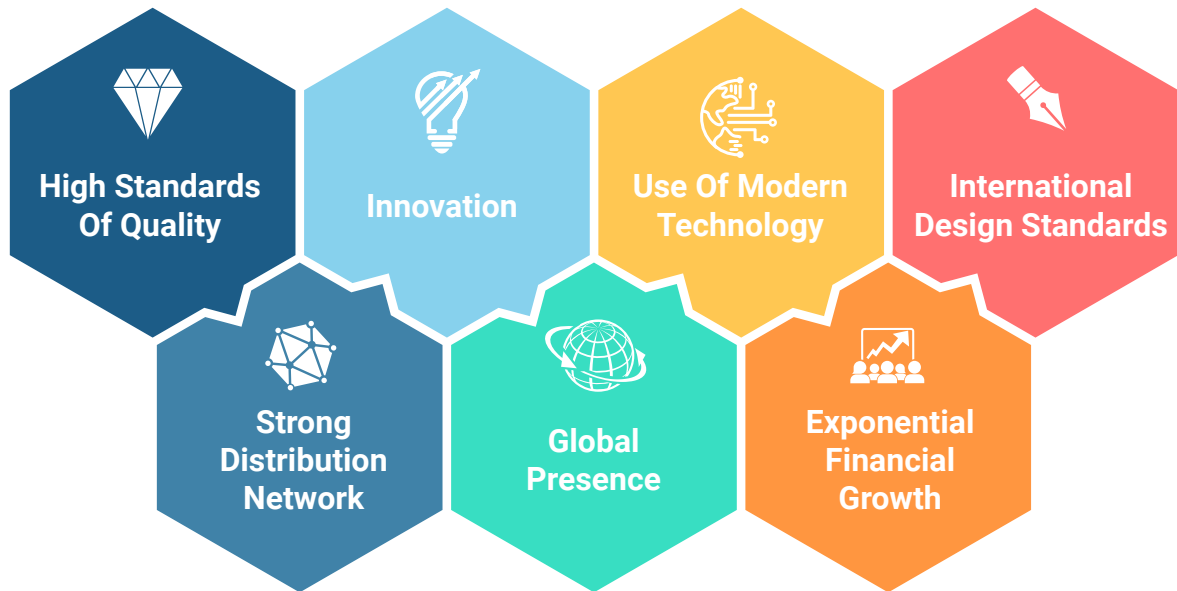 High Standards
Of Quality
Innovation
Use Of Modern
Technology
International
Design Standards
Strong
Distribution
Network
Global
Presence
Exponential
Financial
Growth